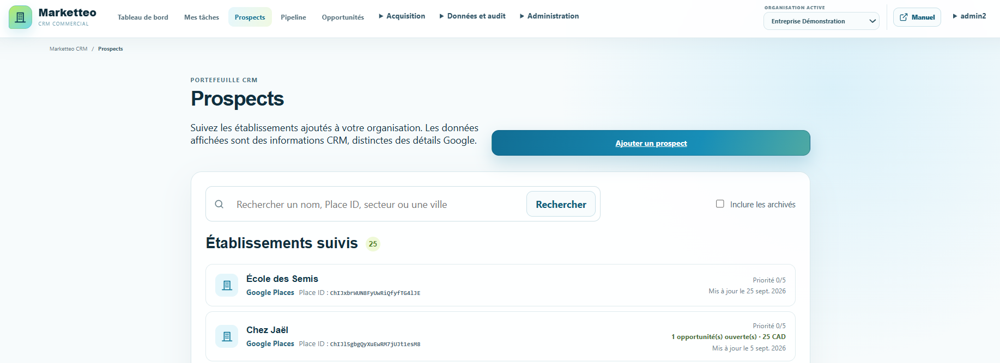 Marketteo
CRM COMMERCIAL
Tableau de bord
Mes tâches
Prospects
Pipeline
Opportunités
Acquisition
Données et audit
Administration
ORGANISATION ACTIVE
Entreprise Démonstration
Manuel
admin2
Marketteo CRM / Prospects
PORTEFEUILLE CRM
Prospects
Suivez les établissements ajoutés à votre organisation. Les données
affichées sont des informations CRM, distinctes des détails Google.
Ajouter un prospect
Rechercher un nom, Place ID, secteur ou une ville
Rechercher
Inclure les archivés
Établissements suivis 25
École des Semis
Google Places Place ID : ChIJxbrWUN8FyUwRiQfyfTG4lJE
Priorité 0/5
Mis à jour le 25 sept. 2026
Chez Jaël
Google Places Place ID : ChIJl5gbgQyXuEwRM7jUJt1esM8
Priorité 0/5
1 opportunité(s) ouverte(s) · 25 CAD
Mis à jour le 5 sept. 2026